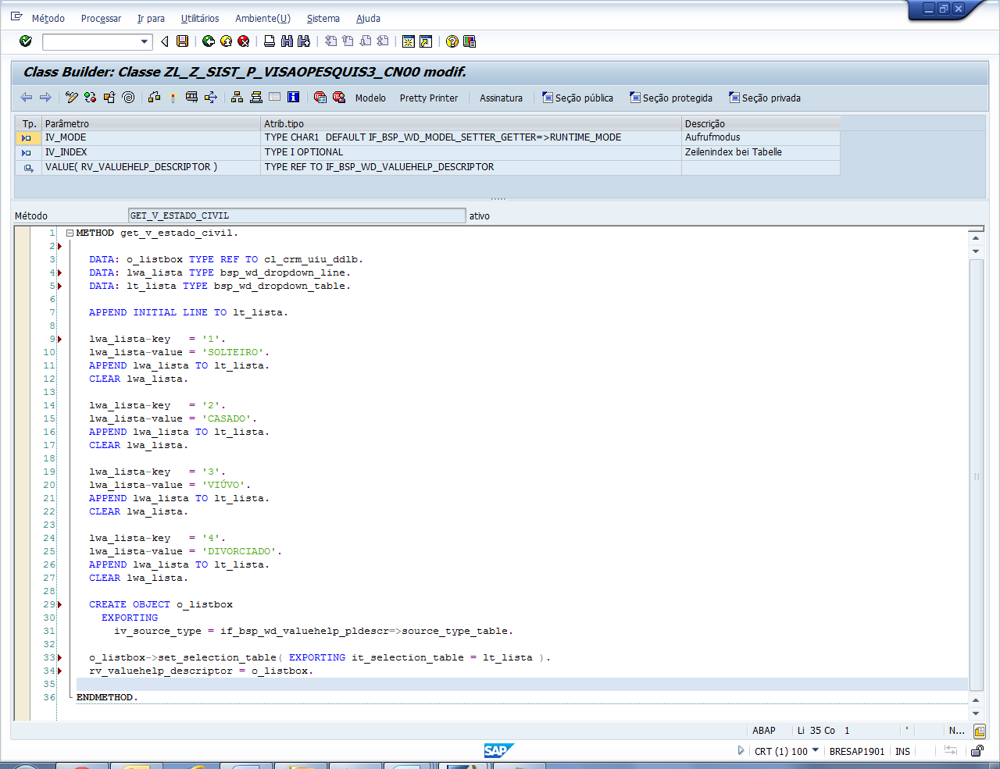 Método Processar Ir para Utilitários Ambiente(U) Sistema Ajuda
Class Builder: Classe ZL_Z_SIST_P_VISAOPESQUIS3_CN00 modif.
Modelo Pretty Printer Assinatura Seção pública Seção protegida Seção privada
Tp. Parâmetro Atrib.tipo Descrição
IV_MODE TYPE CHAR1 DEFAULT IF_BSP_WD_MODEL_SETTER_GETTER=>RUNTIME_MODE Aufrufmodus
IV_INDEX TYPE I OPTIONAL Zeilenindex bei Tabelle
VALUE( RV_VALUEHELP_DESCRIPTOR ) TYPE REF TO IF_BSP_WD_VALUEHELP_DESCRIPTOR
Método GET_V_ESTADO_CIVIL ativo
1 METHOD get_v_estado_civil.
2
3 DATA: o_listbox TYPE REF TO cl_crm_uiu_ddlb.
4 DATA: lwa_lista TYPE bsp_wd_dropdown_line.
5 DATA: lt_lista TYPE bsp_wd_dropdown_table.
6
7 APPEND INITIAL LINE TO lt_lista.
8
9 lwa_lista-key = '1'.
10 lwa_lista-value = 'SOLTEIRO'.
11 APPEND lwa_lista TO lt_lista.
12 CLEAR lwa_lista.
13
14 lwa_lista-key = '2'.
15 lwa_lista-value = 'CASADO'.
16 APPEND lwa_lista TO lt_lista.
17 CLEAR lwa_lista.
18
19 lwa_lista-key = '3'.
20 lwa_lista-value = 'VIÚVO'.
21 APPEND lwa_lista TO lt_lista.
22 CLEAR lwa_lista.
23
24 lwa_lista-key = '4'.
25 lwa_lista-value = 'DIVORCIADO'.
26 APPEND lwa_lista TO lt_lista.
27 CLEAR lwa_lista.
28
29 CREATE OBJECT o_listbox
30 EXPORTING
31 iv_source_type = if_bsp_wd_valuehelp_pldescr=>source_type_table.
32
33 o_listbox->set_selection_table( EXPORTING it_selection_table = lt_lista ).
34 rv_valuehelp_descriptor = o_listbox.
35
36 ENDMETHOD.
ABAP Li 35 Co 1 N...
SAP CRT (1) 100 BRESAP1901 INS